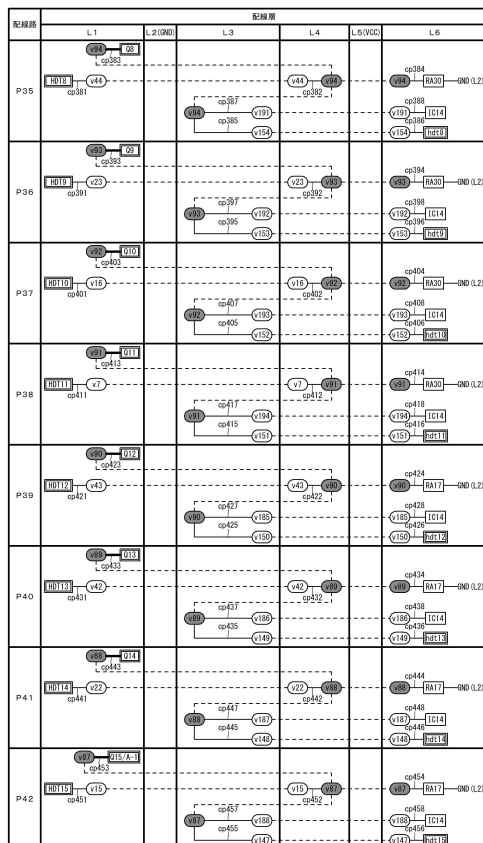 配線路 配線層
L1 L2(GND) L3 L4 L5(VCC) L6
P35
v94 Q8
cp383
HDT8 v44 v44 v94 v94 RA30 GND(L2)
cp381 cp382 cp384
v94 cp387 v191 v191 cp388 IC14
cp385 v154 v154 cp386 hdt8
P36
v93 Q9
cp393
HDT9 v23 v23 v93 v93 RA30 GND(L2)
cp391 cp392 cp394
v93 cp397 v192 v192 cp398 IC14
cp395 v153 v153 cp396 hdt9
P37
v92 Q10
cp403
HDT10 v16 v16 v92 v92 RA30 GND(L2)
cp401 cp402 cp404
v92 cp407 v193 v193 cp408 IC14
cp405 v152 v152 cp406 hdt10
P38
v91 Q11
cp413
HDT11 v7 v7 v91 v91 RA30 GND(L2)
cp411 cp412 cp414
v91 cp417 v194 v194 cp418 IC14
cp415 v151 v151 cp416 hdt11
P39
v90 Q12
cp423
HDT12 v43 v43 v90 v90 RA17 GND(L2)
cp421 cp422 cp424
v90 cp427 v185 v185 cp428 IC14
cp425 v150 v150 cp426 hdt12
P40
v89 Q13
cp433
HDT13 v42 v42 v89 v89 RA17 GND(L2)
cp431 cp432 cp434
v89 cp437 v186 v186 cp438 IC14
cp435 v149 v149 cp436 hdt13
P41
v88 Q14
cp443
HDT14 v22 v22 v88 v88 RA17 GND(L2)
cp441 cp442 cp444
v88 cp447 v187 v187 cp448 IC14
cp445 v148 v148 cp446 hdt14
P42
v87 Q15/A-1
cp453
HDT15 v15 v15 v87 v87 RA17 GND(L2)
cp451 cp452 cp454
v87 cp457 v188 v188 cp458 IC14
cp455 v147 v147 cp456 hdt15